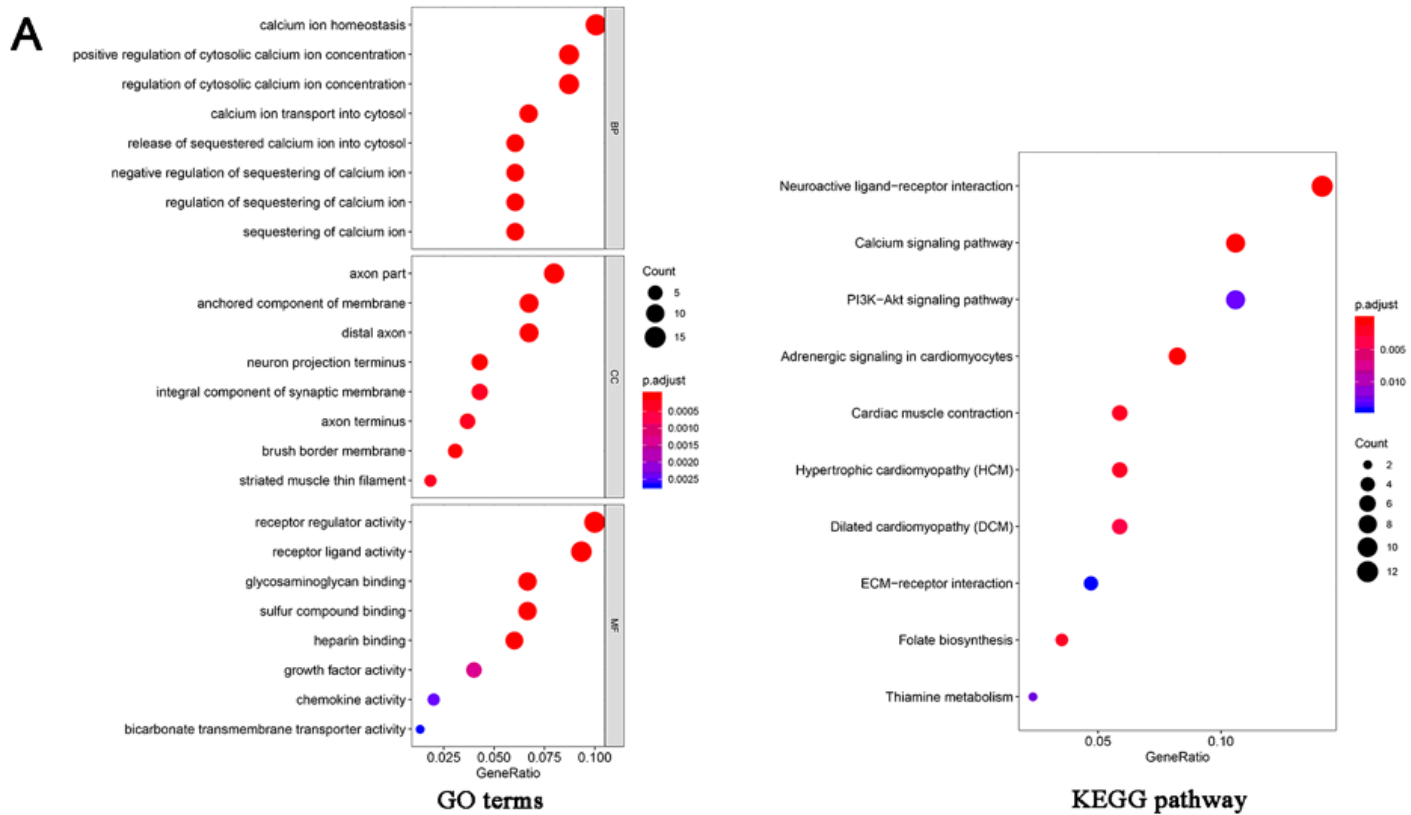 A
calcium ion homeostasis
positive regulation of cytosolic calcium ion concentration
regulation of cytosolic calcium ion concentration
calcium ion transport into cytosol
release of sequestered calcium ion into cytosol
negative regulation of sequestering of calcium ion
regulation of sequestering of calcium ion
sequestering of calcium ion
BP
axon part
anchored component of membrane
distal axon
neuron projection terminus
integral component of synaptic membrane
axon terminus
brush border membrane
striated muscle thin filament
CC
receptor regulator activity
receptor ligand activity
glycosaminoglycan binding
sulfur compound binding
heparin binding
growth factor activity
chemokine activity
bicarbonate transmembrane transporter activity
MF
0.025 0.050 0.075 0.100
GeneRatio
GO terms
Count
5
10
15
p.adjust
0.0005
0.0010
0.0015
0.0020
0.0025
Neuroactive ligand−receptor interaction
Calcium signaling pathway
PI3K−Akt signaling pathway
Adrenergic signaling in cardiomyocytes
Cardiac muscle contraction
Hypertrophic cardiomyopathy (HCM)
Dilated cardiomyopathy (DCM)
ECM−receptor interaction
Folate biosynthesis
Thiamine metabolism
0.05 0.10
GeneRatio
KEGG pathway
p.adjust
0.005
0.010
Count
2
4
6
8
10
12